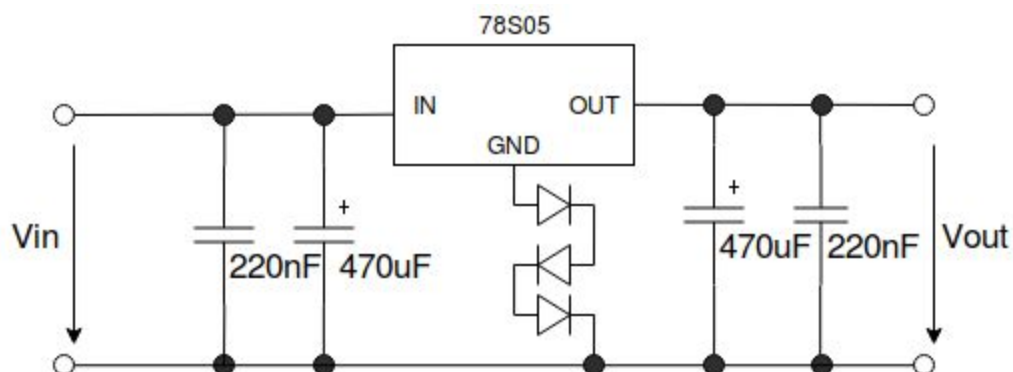 78S05
IN
OUT
GND
+
+
Vin
220nF
470uF
470uF
220nF
Vout